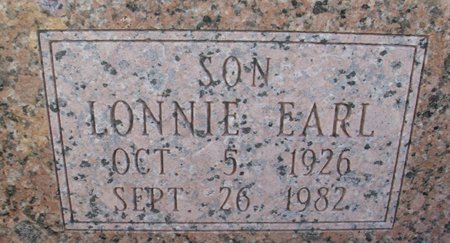 SON
LONNIE EARL
OCT. 5, 1926
SEPT 26, 1982